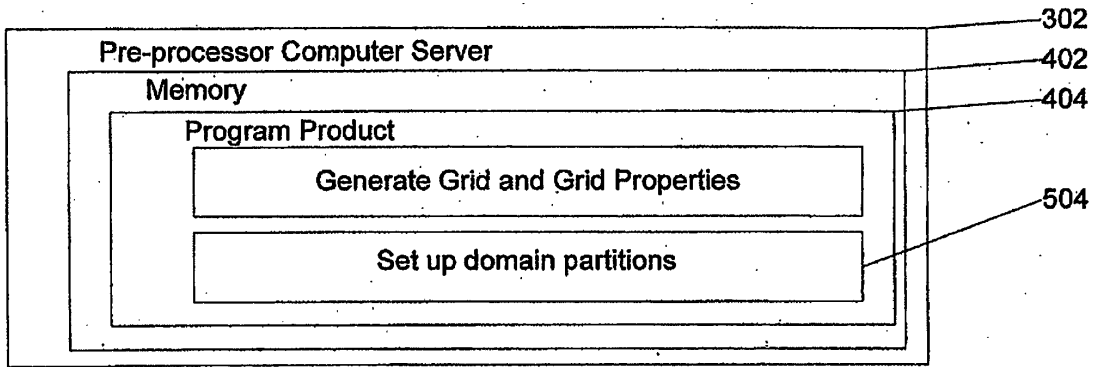 302
Pre-processor Computer Server
402
Memory
404
Program Product
Generate Grid and Grid Properties
504
Set up domain partitions